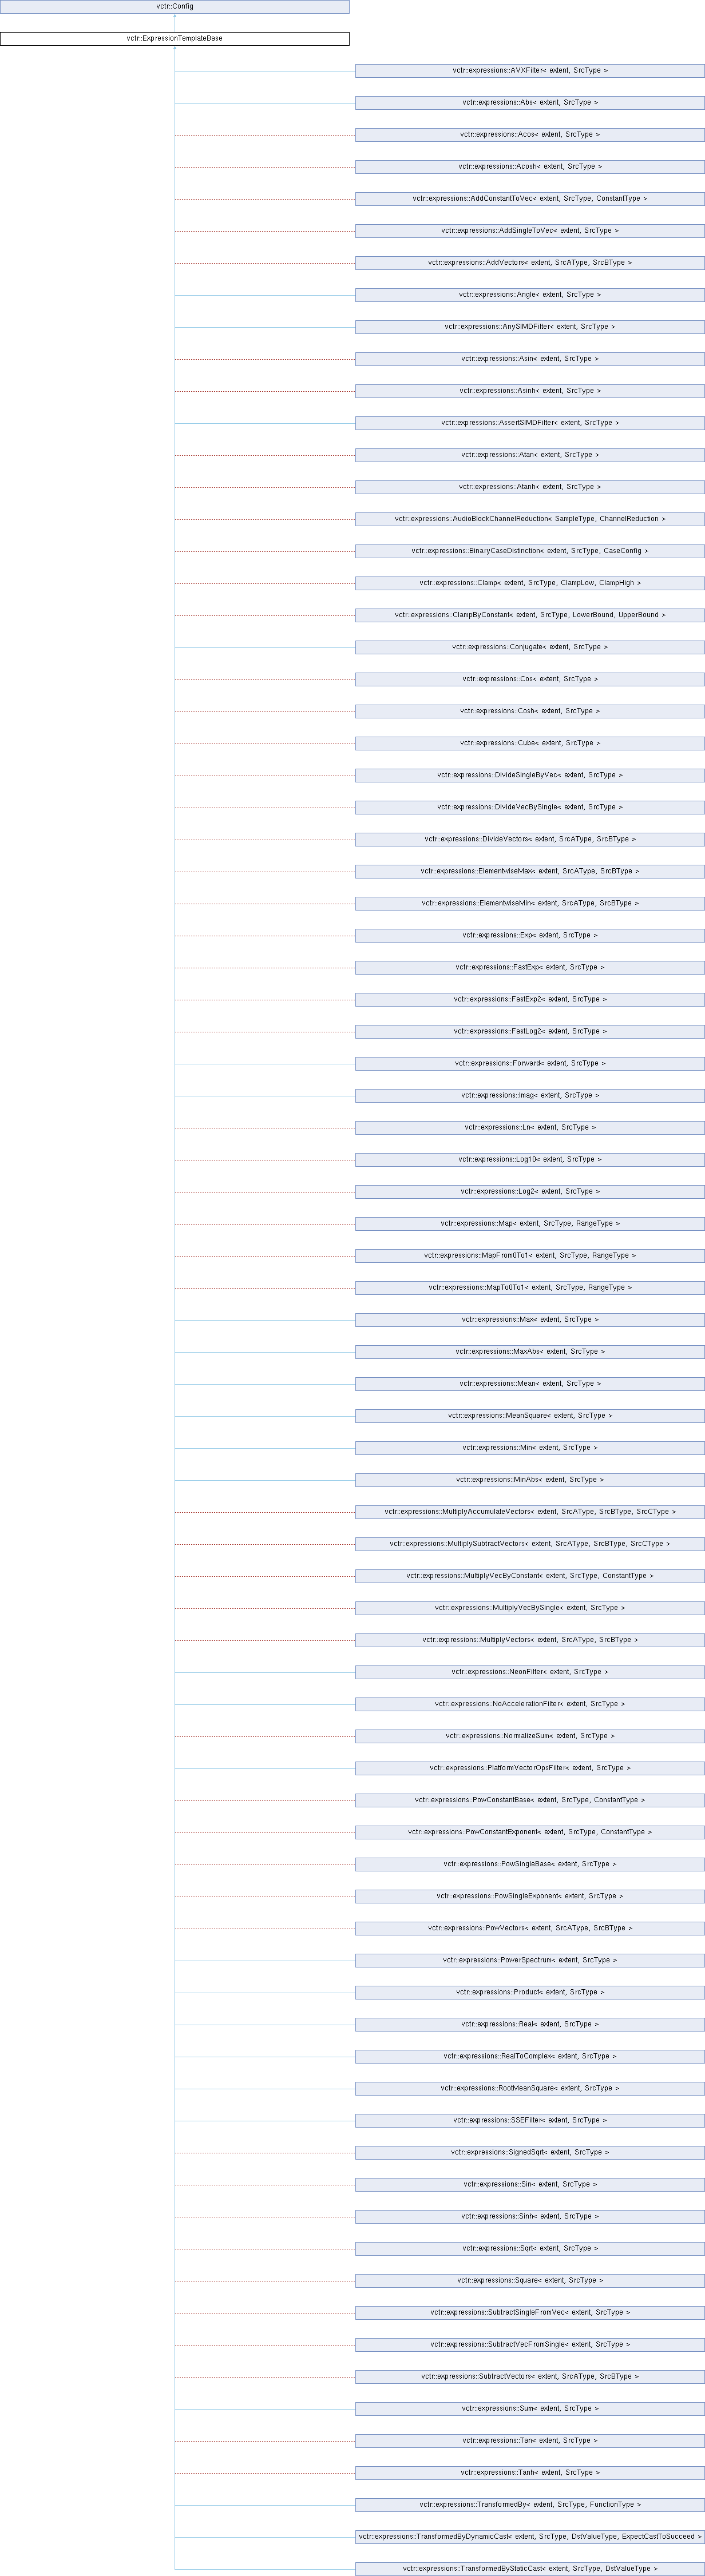 vctr::Config
vctr::ExpressionTemplateBase
vctr::expressions::AVXFilter< extent, SrcType >
vctr::expressions::Abs< extent, SrcType >
vctr::expressions::Acos< extent, SrcType >
vctr::expressions::Acosh< extent, SrcType >
vctr::expressions::AddConstantToVec< extent, SrcType, ConstantType >
vctr::expressions::AddSingleToVec< extent, SrcType >
vctr::expressions::AddVectors< extent, SrcAType, SrcBType >
vctr::expressions::Angle< extent, SrcType >
vctr::expressions::AnySIMDFilter< extent, SrcType >
vctr::expressions::Asin< extent, SrcType >
vctr::expressions::Asinh< extent, SrcType >
vctr::expressions::AssertSIMDFilter< extent, SrcType >
vctr::expressions::Atan< extent, SrcType >
vctr::expressions::Atanh< extent, SrcType >
vctr::expressions::AudioBlockChannelReduction< SampleType, ChannelReduction >
vctr::expressions::BinaryCaseDistinction< extent, SrcType, CaseConfig >
vctr::expressions::Clamp< extent, SrcType, ClampLow, ClampHigh >
vctr::expressions::ClampByConstant< extent, SrcType, LowerBound, UpperBound >
vctr::expressions::Conjugate< extent, SrcType >
vctr::expressions::Cos< extent, SrcType >
vctr::expressions::Cosh< extent, SrcType >
vctr::expressions::Cube< extent, SrcType >
vctr::expressions::DivideSingleByVec< extent, SrcType >
vctr::expressions::DivideVecBySingle< extent, SrcType >
vctr::expressions::DivideVectors< extent, SrcAType, SrcBType >
vctr::expressions::ElementwiseMax< extent, SrcAType, SrcBType >
vctr::expressions::ElementwiseMin< extent, SrcAType, SrcBType >
vctr::expressions::Exp< extent, SrcType >
vctr::expressions::FastExp< extent, SrcType >
vctr::expressions::FastExp2< extent, SrcType >
vctr::expressions::FastLog2< extent, SrcType >
vctr::expressions::Forward< extent, SrcType >
vctr::expressions::Imag< extent, SrcType >
vctr::expressions::Ln< extent, SrcType >
vctr::expressions::Log10< extent, SrcType >
vctr::expressions::Log2< extent, SrcType >
vctr::expressions::Map< extent, SrcType, RangeType >
vctr::expressions::MapFrom0To1< extent, SrcType, RangeType >
vctr::expressions::MapTo0To1< extent, SrcType, RangeType >
vctr::expressions::Max< extent, SrcType >
vctr::expressions::MaxAbs< extent, SrcType >
vctr::expressions::Mean< extent, SrcType >
vctr::expressions::MeanSquare< extent, SrcType >
vctr::expressions::Min< extent, SrcType >
vctr::expressions::MinAbs< extent, SrcType >
vctr::expressions::MultiplyAccumulateVectors< extent, SrcAType, SrcBType, SrcCType >
vctr::expressions::MultiplySubtractVectors< extent, SrcAType, SrcBType, SrcCType >
vctr::expressions::MultiplyVecByConstant< extent, SrcType, ConstantType >
vctr::expressions::MultiplyVecBySingle< extent, SrcType >
vctr::expressions::MultiplyVectors< extent, SrcAType, SrcBType >
vctr::expressions::NeonFilter< extent, SrcType >
vctr::expressions::NoAccelerationFilter< extent, SrcType >
vctr::expressions::NormalizeSum< extent, SrcType >
vctr::expressions::PlatformVectorOpsFilter< extent, SrcType >
vctr::expressions::PowConstantBase< extent, SrcType, ConstantType >
vctr::expressions::PowConstantExponent< extent, SrcType, ConstantType >
vctr::expressions::PowSingleBase< extent, SrcType >
vctr::expressions::PowSingleExponent< extent, SrcType >
vctr::expressions::PowVectors< extent, SrcAType, SrcBType >
vctr::expressions::PowerSpectrum< extent, SrcType >
vctr::expressions::Product< extent, SrcType >
vctr::expressions::Real< extent, SrcType >
vctr::expressions::RealToComplex< extent, SrcType >
vctr::expressions::RootMeanSquare< extent, SrcType >
vctr::expressions::SSEFilter< extent, SrcType >
vctr::expressions::SignedSqrt< extent, SrcType >
vctr::expressions::Sin< extent, SrcType >
vctr::expressions::Sinh< extent, SrcType >
vctr::expressions::Sqrt< extent, SrcType >
vctr::expressions::Square< extent, SrcType >
vctr::expressions::SubtractSingleFromVec< extent, SrcType >
vctr::expressions::SubtractVecFromSingle< extent, SrcType >
vctr::expressions::SubtractVectors< extent, SrcAType, SrcBType >
vctr::expressions::Sum< extent, SrcType >
vctr::expressions::Tan< extent, SrcType >
vctr::expressions::Tanh< extent, SrcType >
vctr::expressions::TransformedBy< extent, SrcType, FunctionType >
vctr::expressions::TransformedByDynamicCast< extent, SrcType, DstValueType, ExpectCastToSucceed >
vctr::expressions::TransformedByStaticCast< extent, SrcType, DstValueType >